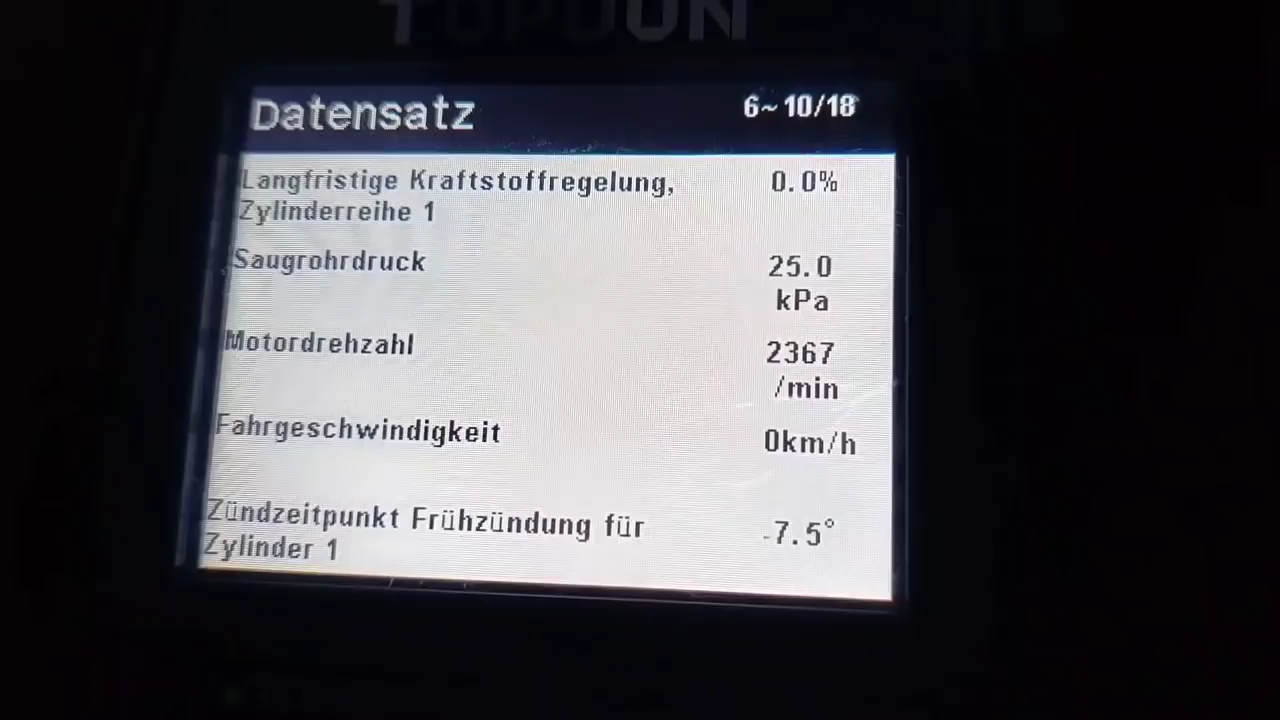 TOPDON
Datensatz 6~10/18
Langfristige Kraftstoffregelung, 0.0%
Zylinderreihe 1
Saugrohrdruck 25.0
kPa
Motordrehzahl 2367
/min
Fahrgeschwindigkeit 0km/h
Zündzeitpunkt Frühzündung für -7.5°
Zylinder 1